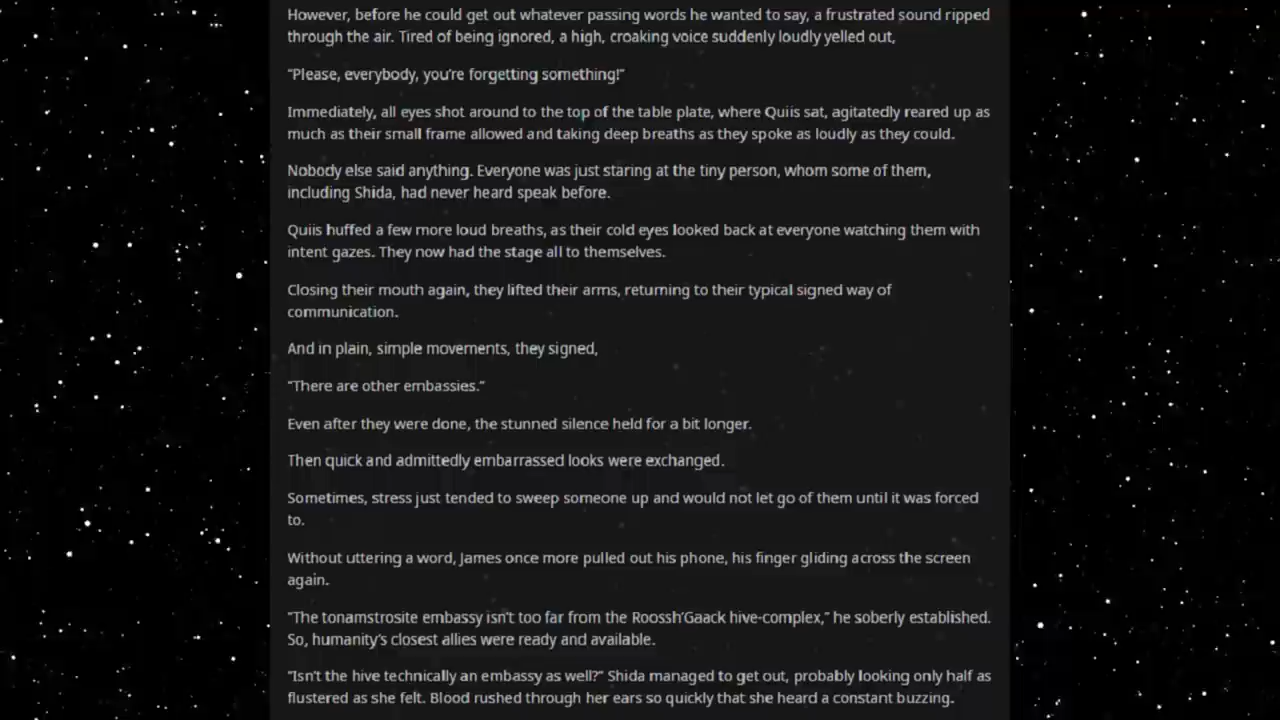 However, before he could get out whatever passing words he wanted to say, a frustrated sound ripped
through the air. Tired of being ignored, a high, croaking voice suddenly loudly yelled out,
“Please, everybody, you’re forgetting something!”
Immediately, all eyes shot around to the top of the table plate, where Quiis sat, agitatedly reared up as
much as their small frame allowed and taking deep breaths as they spoke as loudly as they could.
Nobody else said anything. Everyone was just staring at the tiny person, whom some of them,
including Shida, had never heard speak before.
Quiis huffed a few more loud breaths, as their cold eyes looked back at everyone watching them with
intent gazes. They now had the stage all to themselves.
Closing their mouth again, they lifted their arms, returning to their typical signed way of
communication.
And in plain, simple movements, they signed,
“There are other embassies.”
Even after they were done, the stunned silence held for a bit longer.
Then quick and admittedly embarrassed looks were exchanged.
Sometimes, stress just tended to sweep someone up and would not let go of them until it was forced
to.
Without uttering a word, James once more pulled out his phone, his finger gliding across the screen
again.
“The tonamstrosite embassy isn’t too far from the Roossh’Gaack hive-complex,” he soberly established.
So, humanity’s closest allies were ready and available.
“Isn’t the hive technically an embassy as well?” Shida managed to get out, probably looking only half as
flustered as she felt. Blood rushed through her ears so quickly that she heard a constant buzzing.